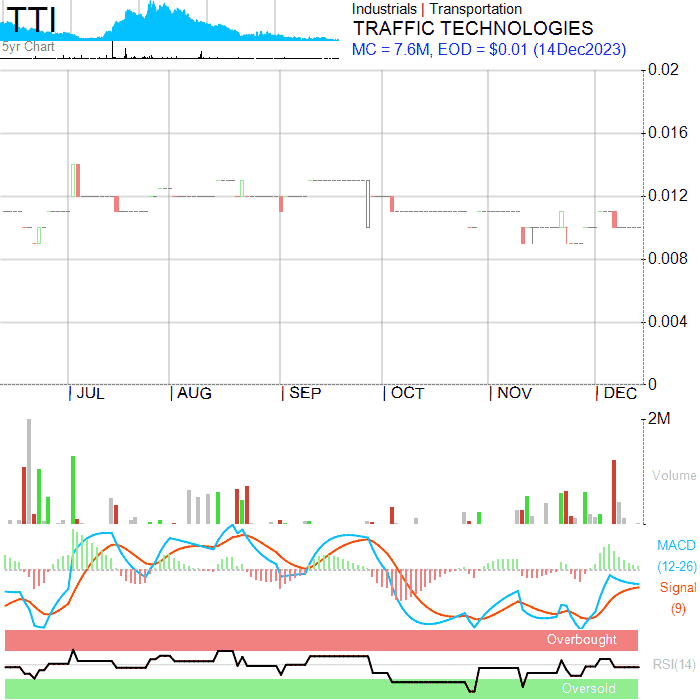 TTI
5yr Chart
Industrials | Transportation
TRAFFIC TECHNOLOGIES
MC = 7.6M, EOD = $0.01 (14Dec2023)
0.02
0.016
0.012
0.008
0.004
0
JUL
AUG
SEP
OCT
NOV
DEC
2M
Volume
MACD
(12-26)
Signal
(9)
Overbought
RSI(14)
Oversold